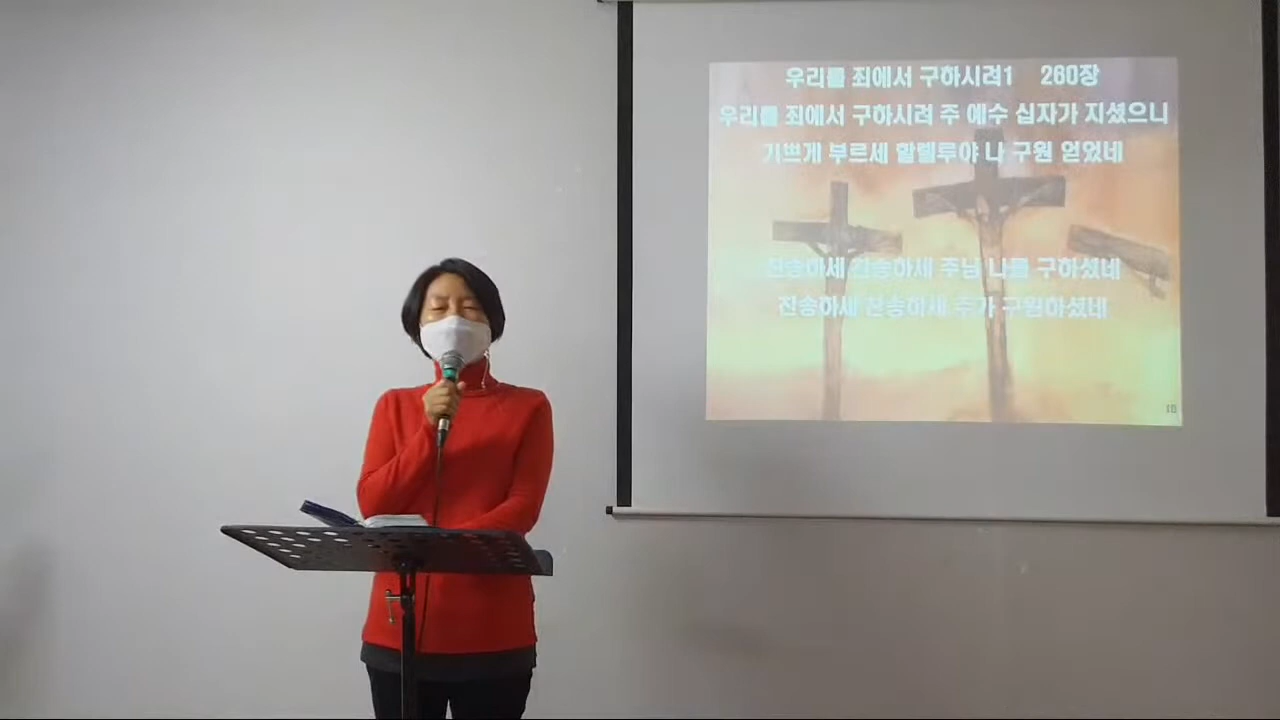 우리를 죄에서 구하시려1 260장
우리를 죄에서 구하시려 주 예수 십자가 지셨으니
기쁘게 부르세 할렐루야 나 구원 얻었네
찬송하세 찬송하세 주님 나를 구하셨네
찬송하세 찬송하세 주가 구원하셨네